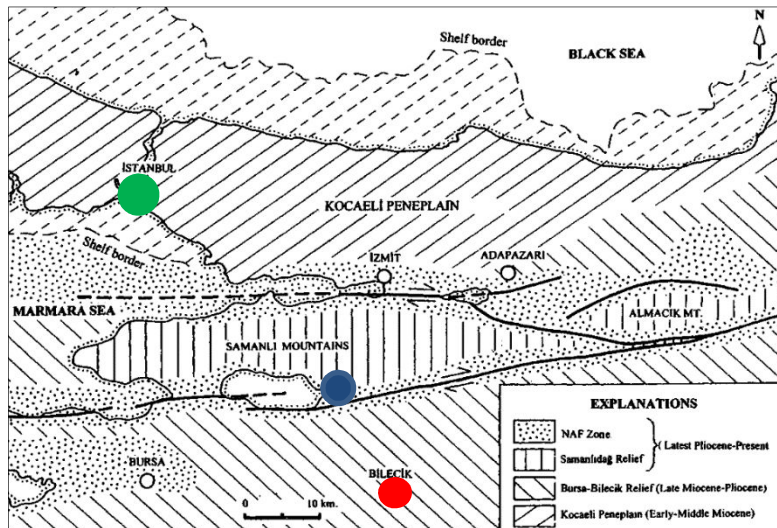 N
Shelf border
BLACK SEA
İSTANBUL
KOCAELİ PENEPLAIN
Shelf border
İZMİT
ADAPAZARI
MARMARA SEA
ALMACIK MT.
SAMANLI MOUNTAINS
EXPLANATIONS
NAF Zone
Samanlıdağ Relief
Latest Pliocene-Present
Bursa-Bilecik Relief (Late Miocene-Pliocene)
Kocaeli Peneplain (Early-Middle Miocene)
BURSA
BİLECİK
0 10 km.